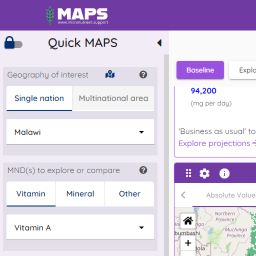 MAPS
www.micronutrient.support
Quick MAPS
Geography of interest
Single nation
Multinational area
Malawi
MND(s) to explore or compare
Vitamin
Mineral
Other
Vitamin A
Baseline
Explo
94,200
(mg per day)
'Business as usual' to
Explore projections
Absolute Value
Northern
Province
Muchinga
Province
+